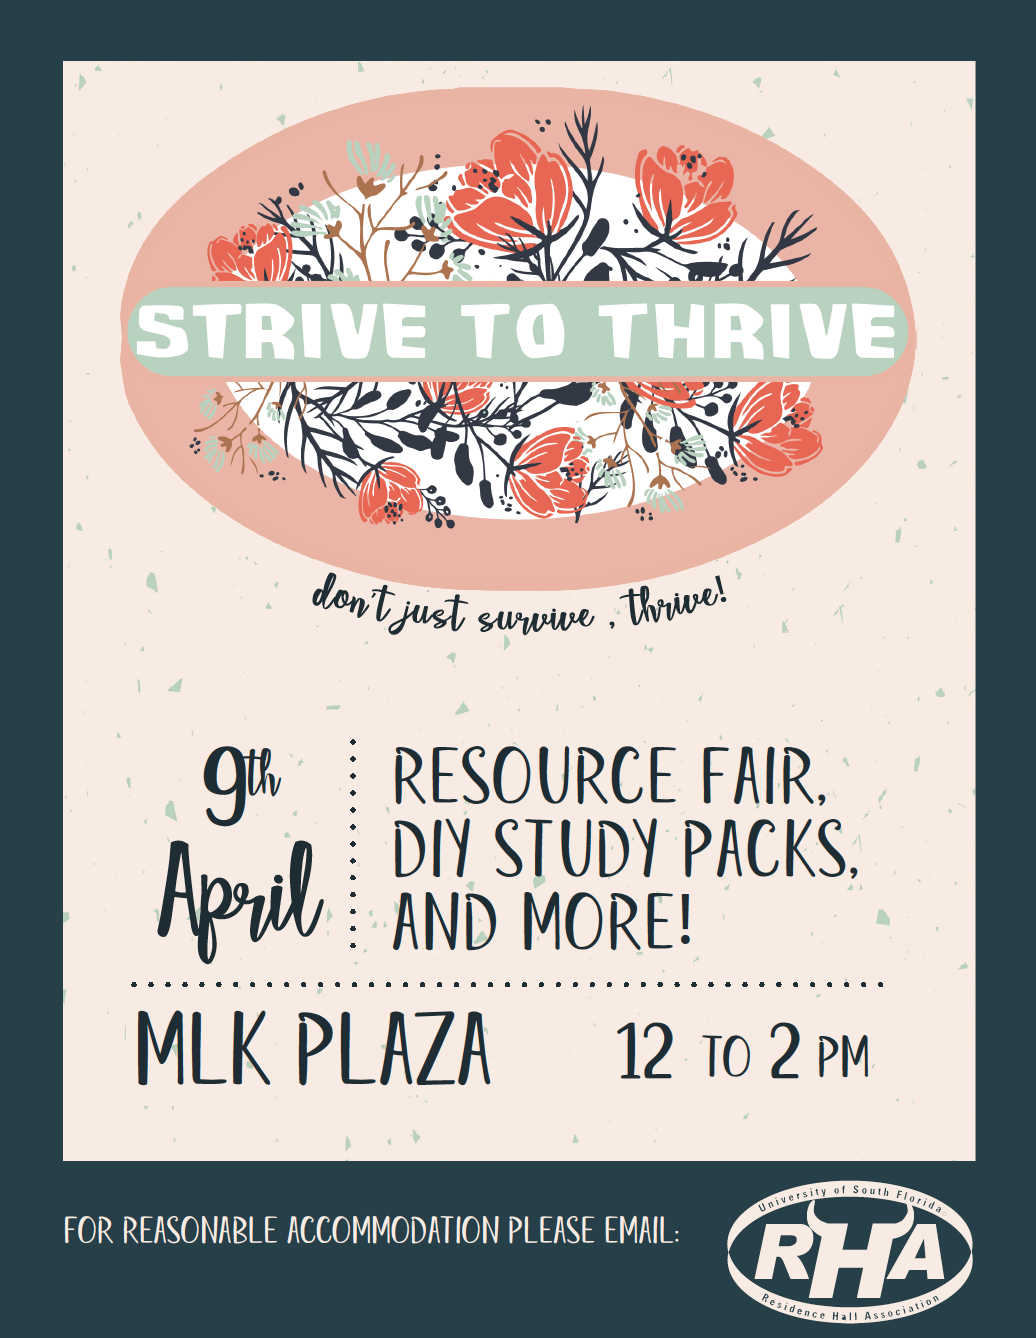 STRIVE TO THRIVE
don't just survive, thrive!
9th
April
RESOURCE FAIR,
DIY STUDY PACKS,
AND MORE!
MLK PLAZA
12 TO 2 PM
FOR REASONABLE ACCOMMODATION PLEASE EMAIL:
University of South Florida
RHA
Residence Hall Association